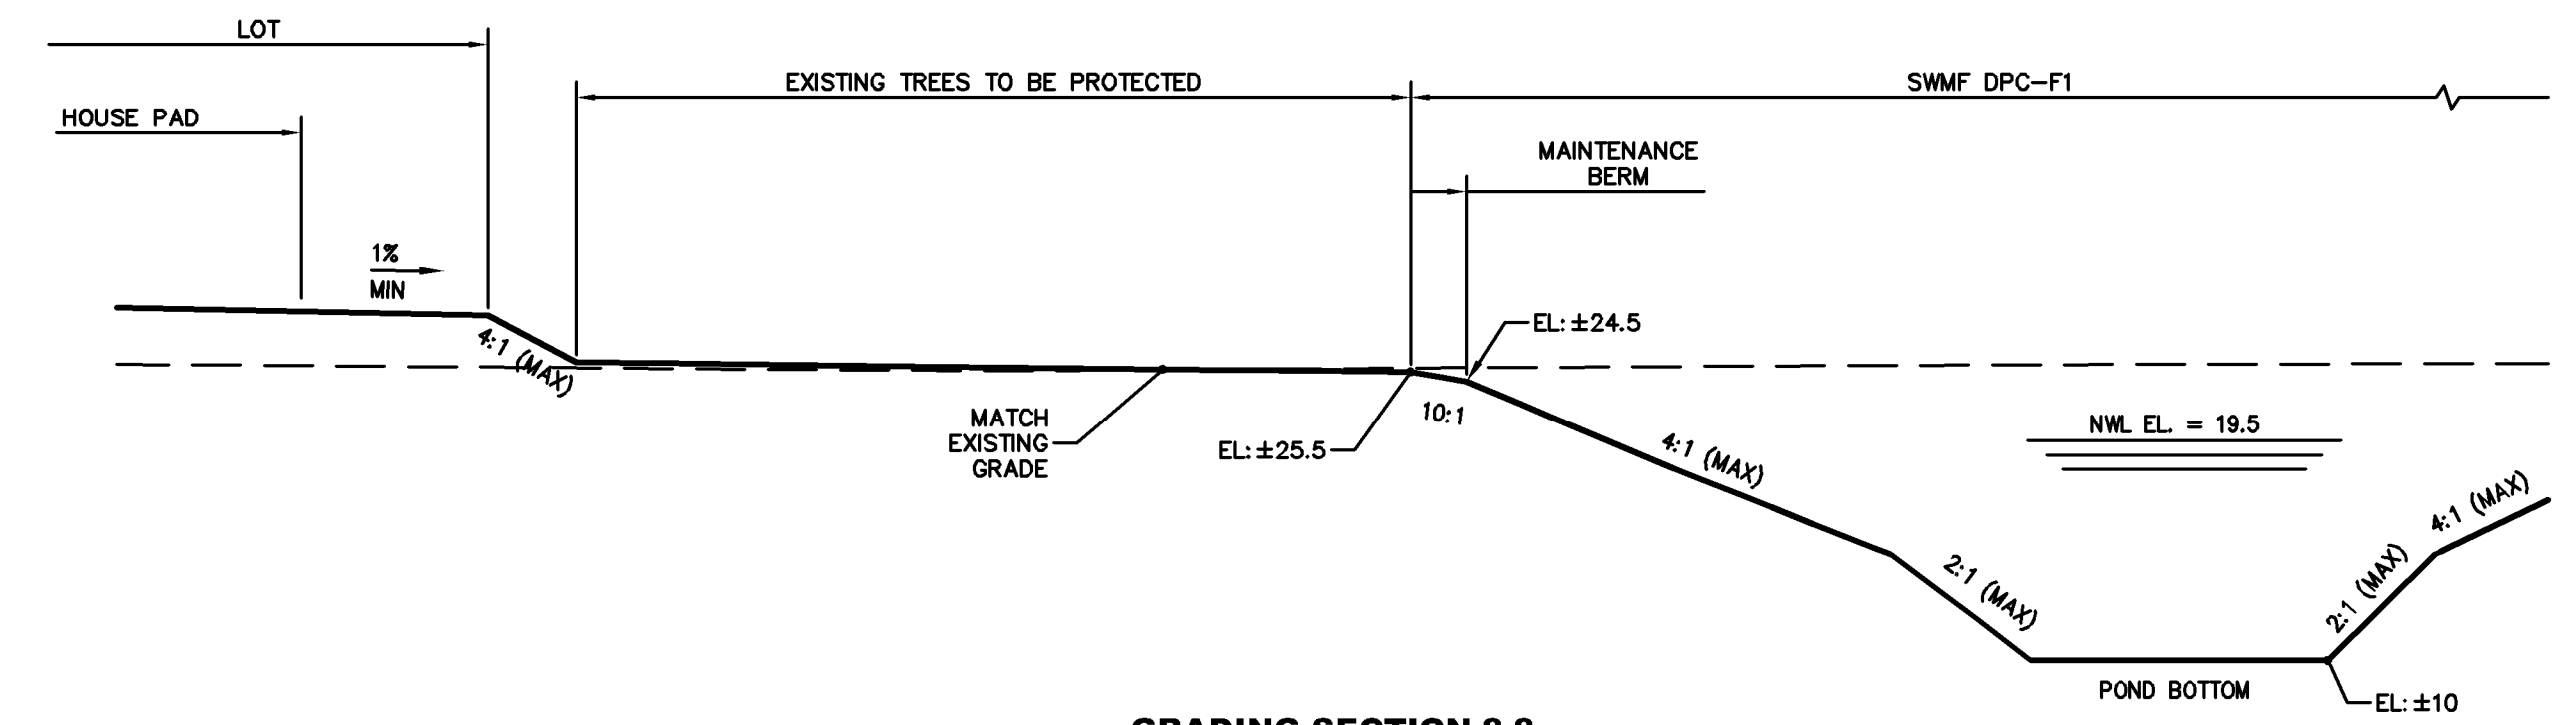 LOT
EXISTING TREES TO BE PROTECTED
SWMF DPC-F1
HOUSE PAD
MAINTENANCE
BERM
1%
MIN
4:1 (MAX)
EL: ±24.5
MATCH
EXISTING
GRADE
EL: ±25.5
10:1
4:1 (MAX)
NWL EL. = 19.5
2:1 (MAX)
2:1 (MAX)
4:1 (MAX)
POND BOTTOM
EL: ±10
GRADING SECTION